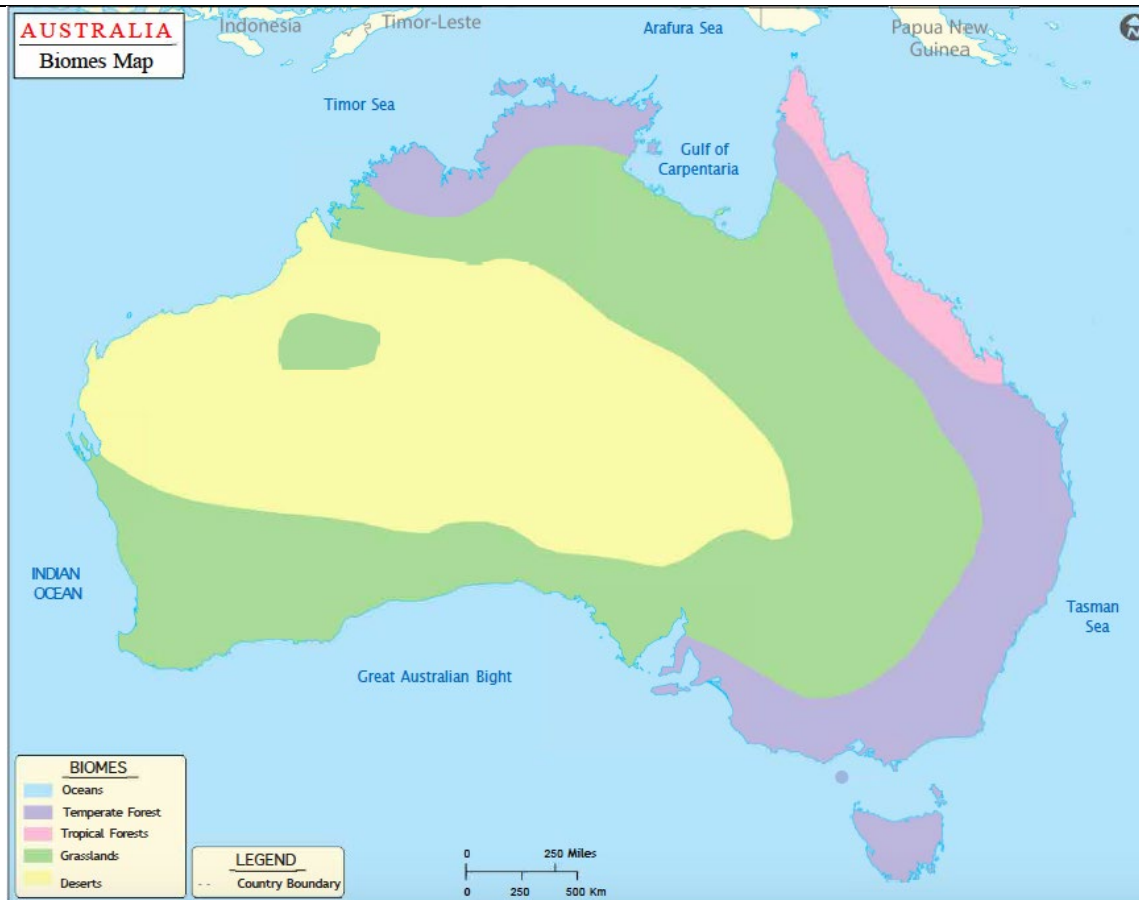 AUSTRALIA
Biomes Map
Indonesia
Timor-Leste
Arafura Sea
Papua New
Guinea
N
Timor Sea
Gulf of
Carpentaria
INDIAN
OCEAN
Tasman
Sea
Great Australian Bight
BIOMES
Oceans
Temperate Forest
Tropical Forests
Grasslands
Deserts
LEGEND
-- Country Boundary
0 250 Miles
0 250 500 Km